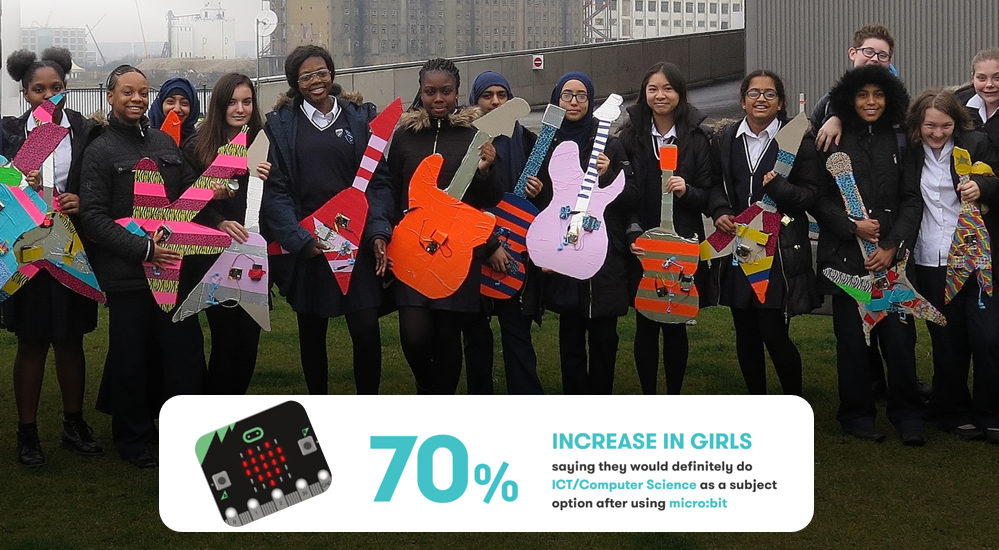 70%
INCREASE IN GIRLS
saying they would definitely do
ICT/Computer Science as a subject
option after using micro:bit